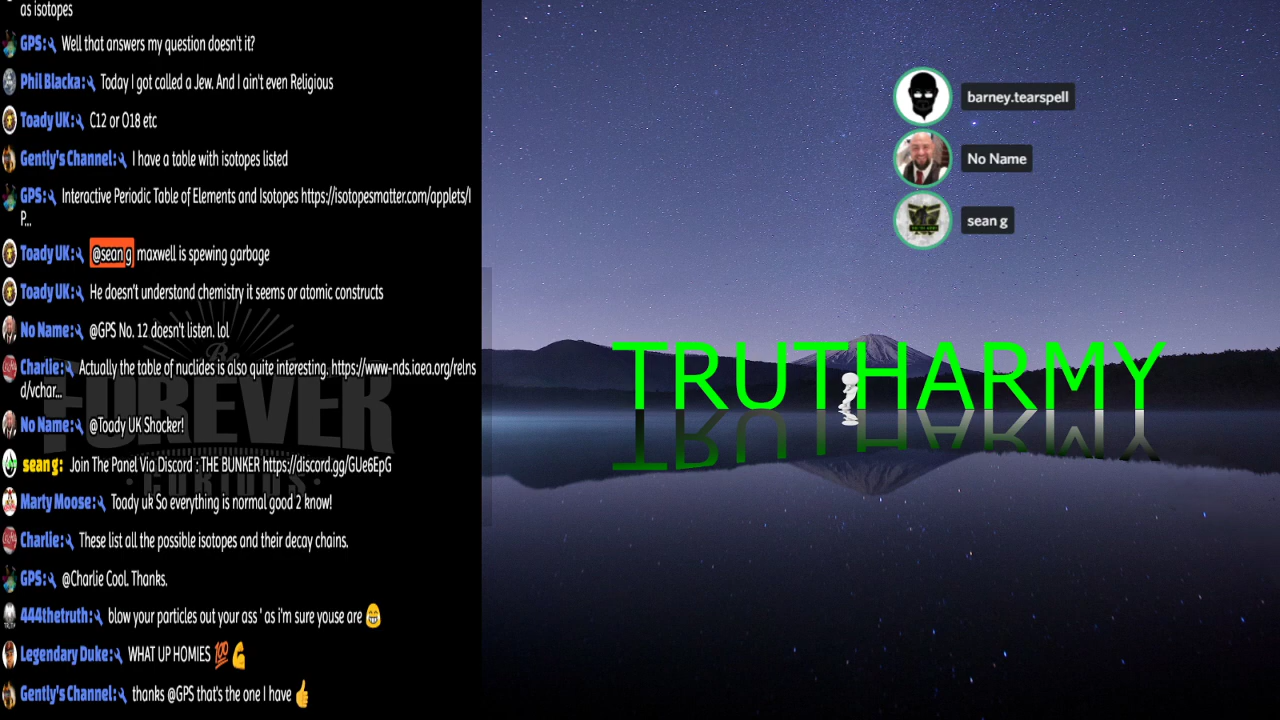 as isotopes
GPS: Well that answers my question doesn't it?
Phil Blacka: Today I got called a Jew. And I ain't even Religious
Toady UK: C12 or O18 etc
Gently's Channel: I have a table with isotopes listed
GPS: Interactive Periodic Table of Elements and Isotopes https://isotopesmatter.com/applets/I
P...
Toady UK: @sean g maxwell is spewing garbage
Toady UK: He doesn't understand chemistry it seems or atomic constructs
No Name: @GPS No. 12 doesn't listen. lol
Charlie: Actually the table of nuclides is also quite interesting. https://www-nds.iaea.org/relns
d/vchar...
No Name: @Toady UK Shocker!
sean g: Join The Panel Via Discord : THE BUNKER https://discord.gg/GUe6EpG
Marty Moose: Toady uk So everything is normal good 2 know!
Charlie: These list all the possible isotopes and their decay chains.
GPS: @Charlie Cool. Thanks.
444thetruth: blow your particles out your ass ' as i'm sure youse are 😁
Legendary Duke: WHAT UP HOMIES 💯 💪
Gently's Channel: thanks @GPS that's the one I have 👍
Be
FUREVER
CURIOUS
barney.tearspell
No Name
sean g
TRUTHARMY